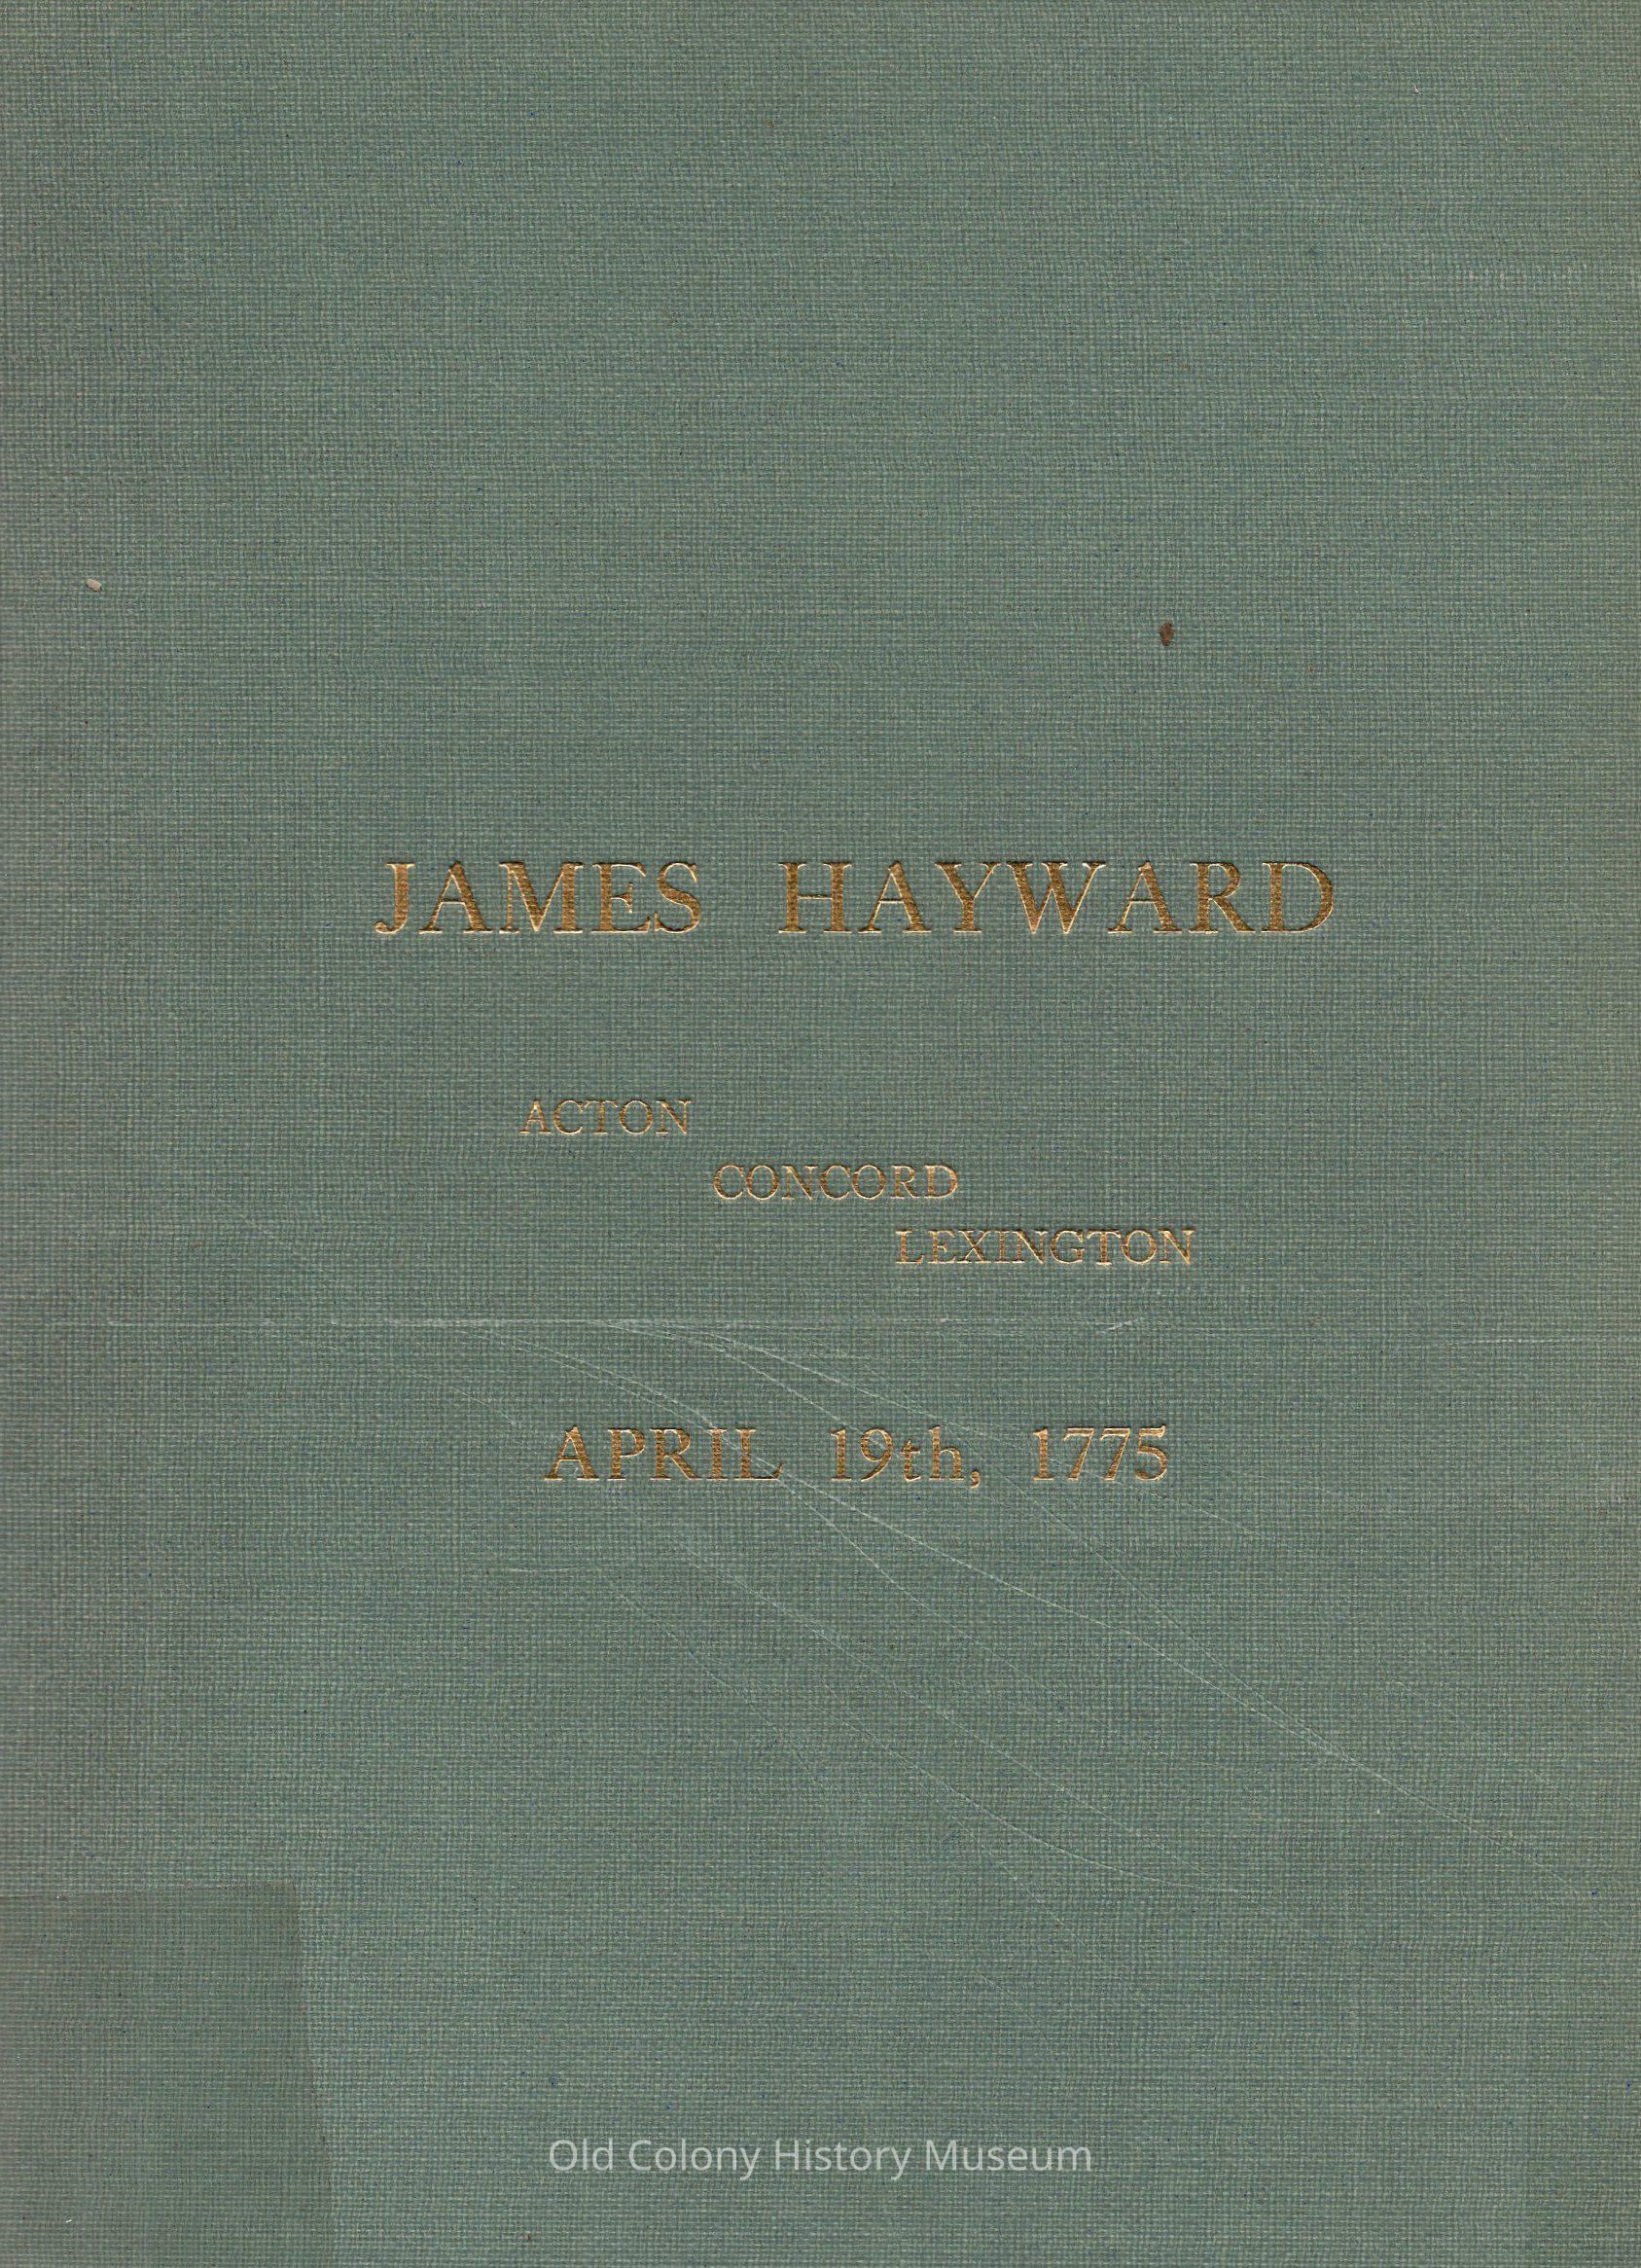 JAMES HAYWARD
ACTON
CONCORD
LEXINGTON
APRIL 19th, 1775
Old Colony History Museum